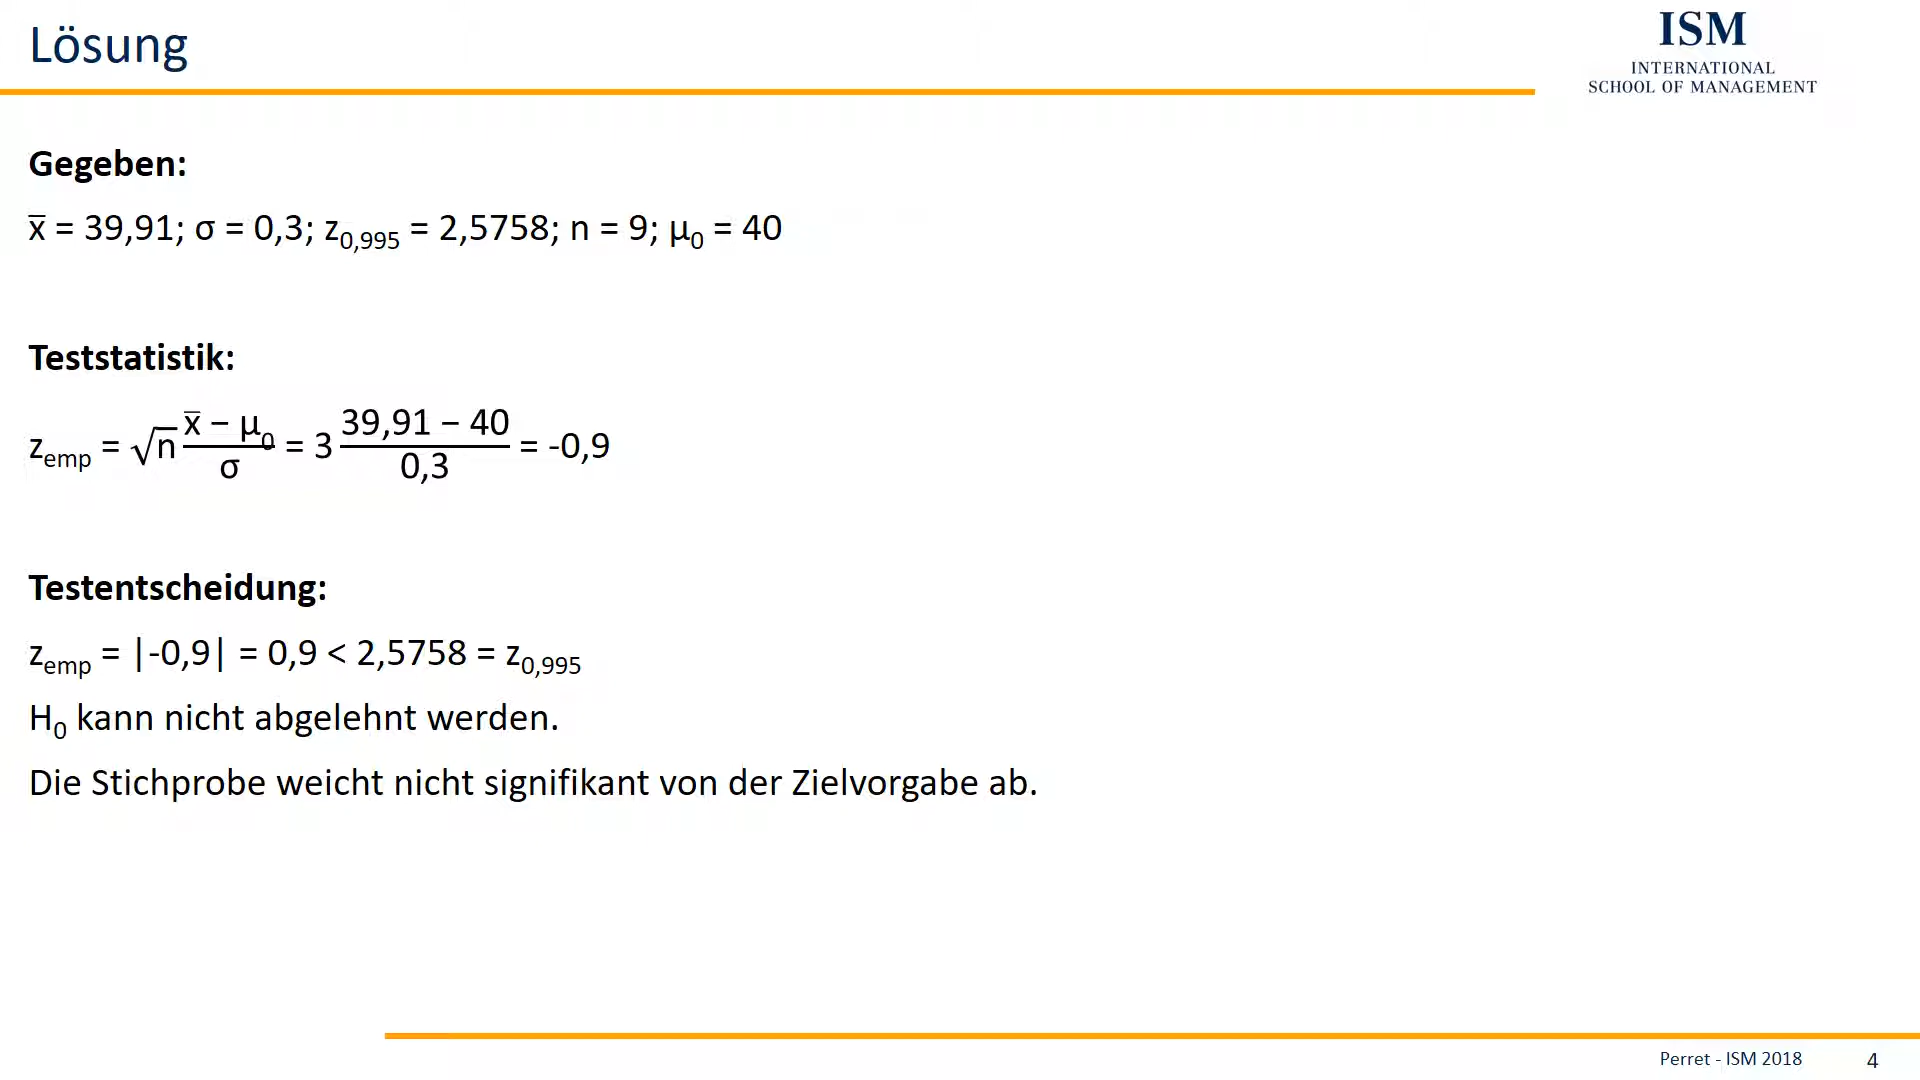 Lösung
ISM
INTERNATIONAL
SCHOOL OF MANAGEMENT
Gegeben:
x̅ = 39,91; σ = 0,3; z₀,₉₉₅ = 2,5758; n = 9; μ₀ = 40
Teststatistik:
zemp = √n (x̅ − μ₀)/σ = 3 (39,91 − 40)/0,3 = -0,9
Testentscheidung:
zemp = |-0,9| = 0,9 < 2,5758 = z₀,₉₉₅
H₀ kann nicht abgelehnt werden.
Die Stichprobe weicht nicht signifikant von der Zielvorgabe ab.
Perret - ISM 2018 4